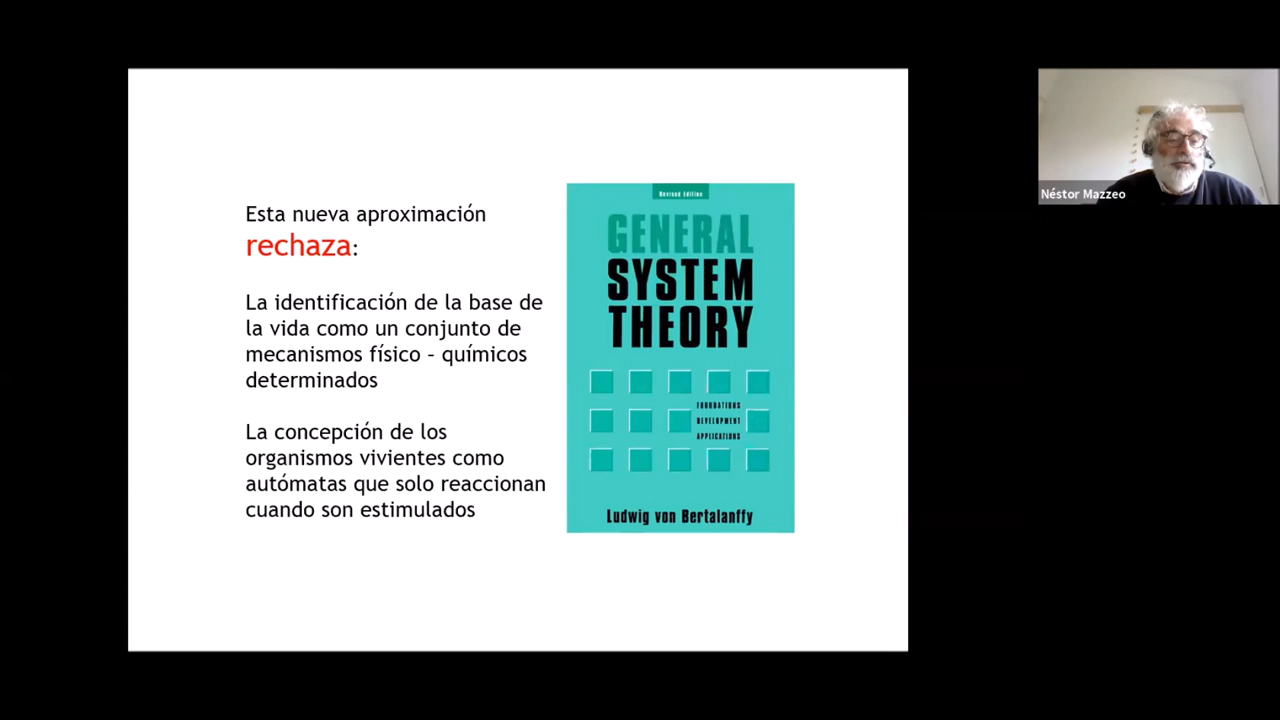 Esta nueva aproximación
rechaza:
La identificación de la base de
la vida como un conjunto de
mecanismos físico – químicos
determinados
La concepción de los
organismos vivientes como
autómatas que solo reaccionan
cuando son estimulados
Revised Edition
GENERAL
SYSTEM
THEORY
FOUNDATIONS
DEVELOPMENT
APPLICATIONS
Ludwig von Bertalanffy
Néstor Mazzeo